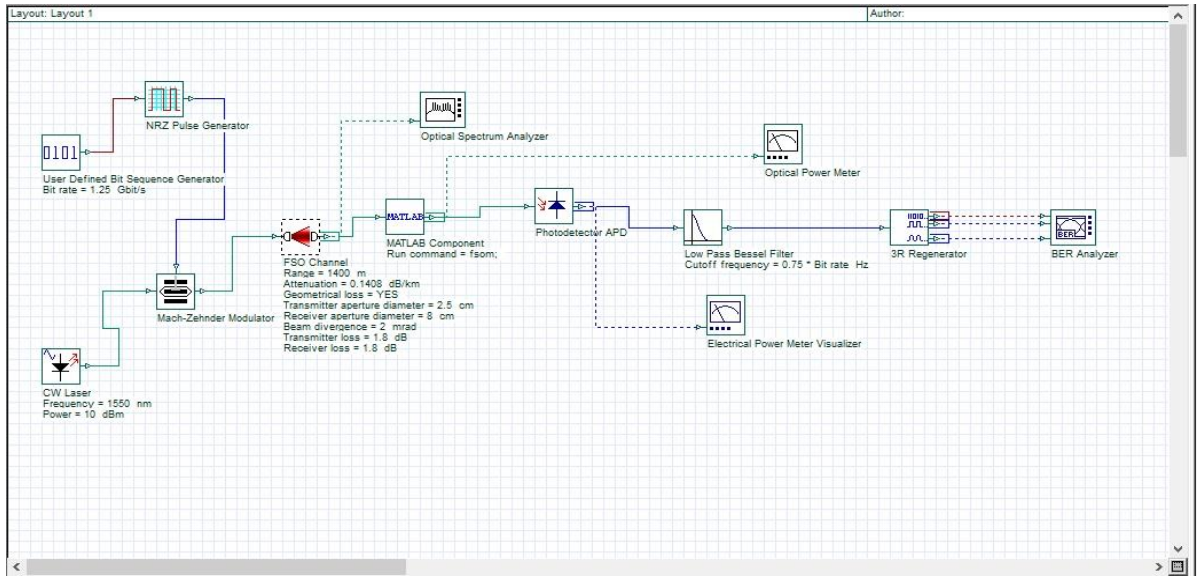 Layout: Layout 1
Author:
NRZ Pulse Generator
0101
User Defined Bit Sequence Generator
Bit rate = 1.25 Gbit/s
Optical Spectrum Analyzer
Optical Power Meter
MATLAB
MATLAB Component
Run command = fsom;
Photodetector APD
FSO Channel
Range = 1400 m
Attenuation = 0.1408 dB/km
Geometrical loss = YES
Transmitter aperture diameter = 2.5 cm
Receiver aperture diameter = 8 cm
Beam divergence = 2 mrad
Transmitter loss = 1.8 dB
Receiver loss = 1.8 dB
Low Pass Bessel Filter
Cutoff frequency = 0.75 * Bit rate Hz
3R Regenerator
BER
BER Analyzer
Mach-Zehnder Modulator
Electrical Power Meter Visualizer
CW Laser
Frequency = 1550 nm
Power = 10 dBm